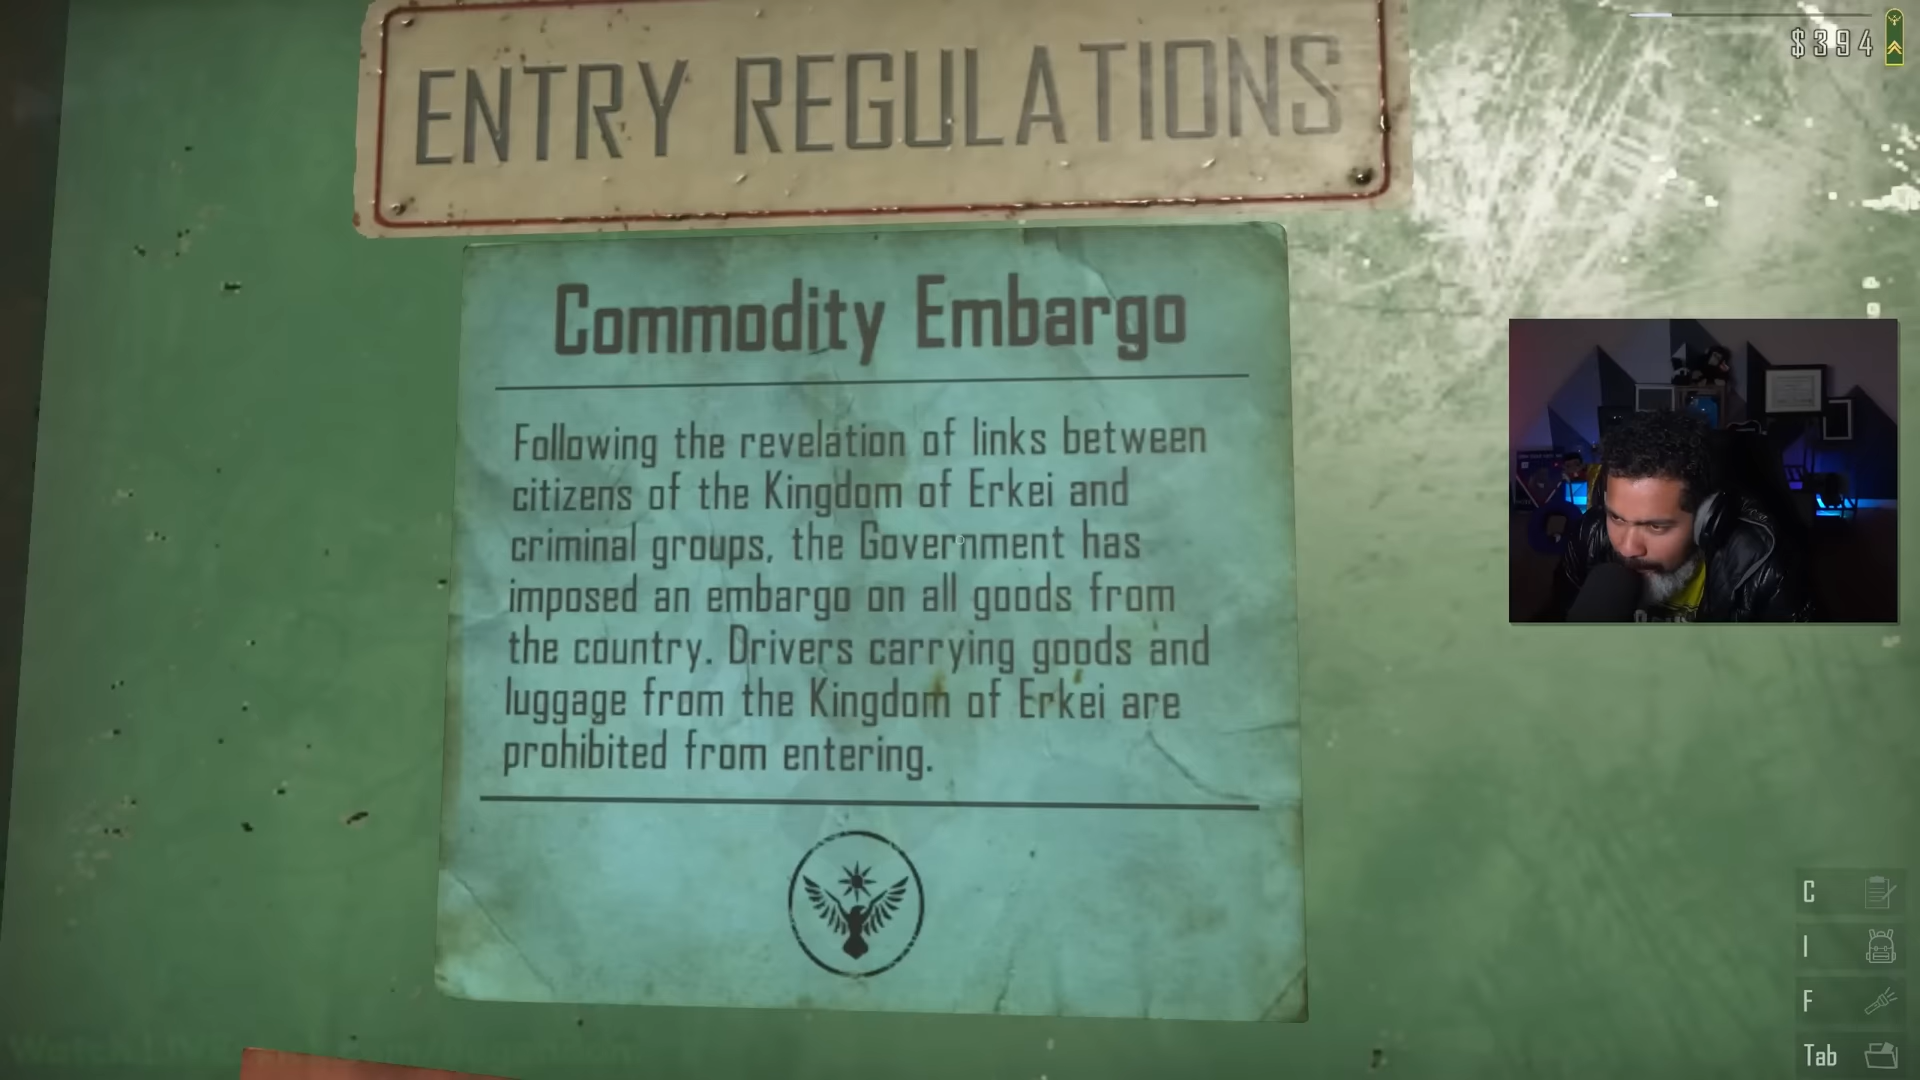 ENTRY REGULATIONS
$394
Commodity Embargo
Following the revelation of links between
citizens of the Kingdom of Erkei and
criminal groups, the Government has
imposed an embargo on all goods from
the country. Drivers carrying goods and
luggage from the Kingdom of Erkei are
prohibited from entering.
C
I
F
Tab